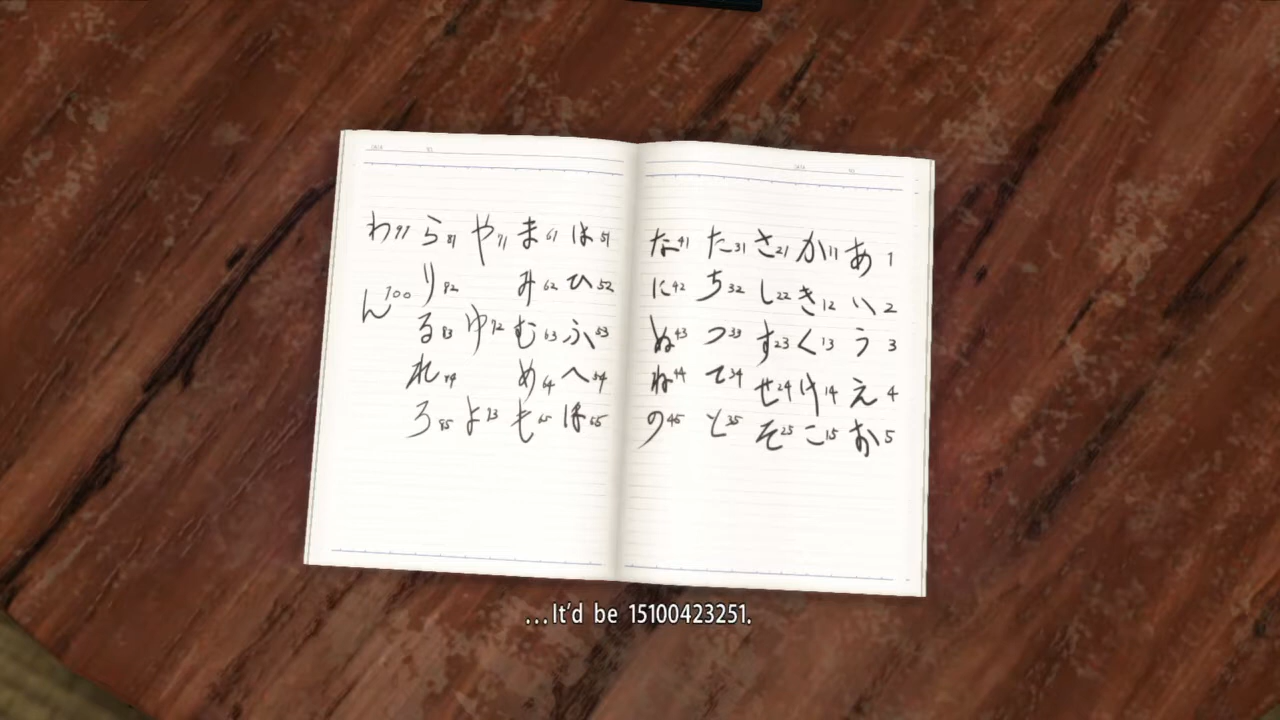 あ1 い2 う3 え4 お5
か11 き12 く13 け14 こ15
さ21 し22 す23 せ24 そ25
た31 ち32 つ33 て34 と35
な41 に42 ぬ43 ね44 の45
は51 ひ52 ふ53 へ54 ほ55
ま61 み62 む63 め64 も65
や71 ゆ72 よ73
ら81 り82 る83 れ84 ろ85
わ91 ん100
...It'd be 15100423251.